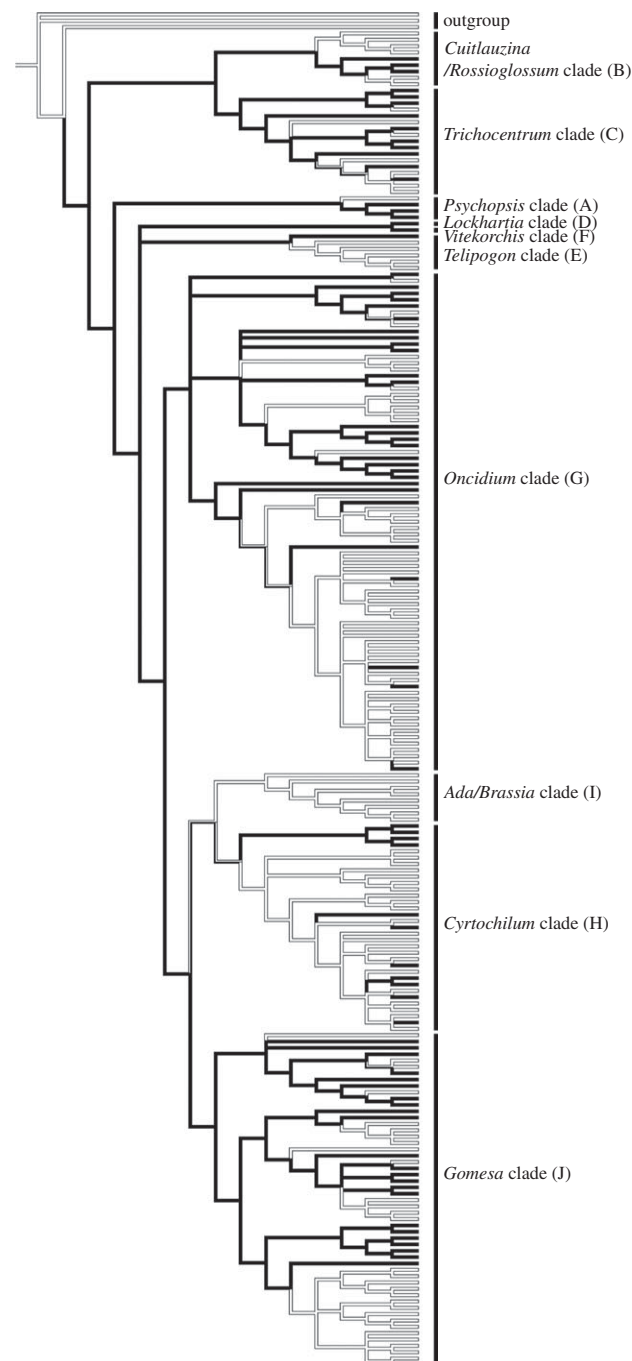 outgroup
Cuitlauzina
/Rossioglossum clade (B)
Trichocentrum clade (C)
Psychopsis clade (A)
Lockhartia clade (D)
Vitekorchis clade (F)
Telipogon clade (E)
Oncidium clade (G)
Ada/Brassia clade (I)
Cyrtochilum clade (H)
Gomesa clade (J)